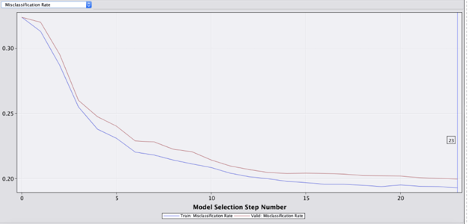 Misclassification Rate
0.30
0.25
0.20
23
0 5 10 15 20
Model Selection Step Number
Train: Misclassification Rate Valid: Misclassification Rate